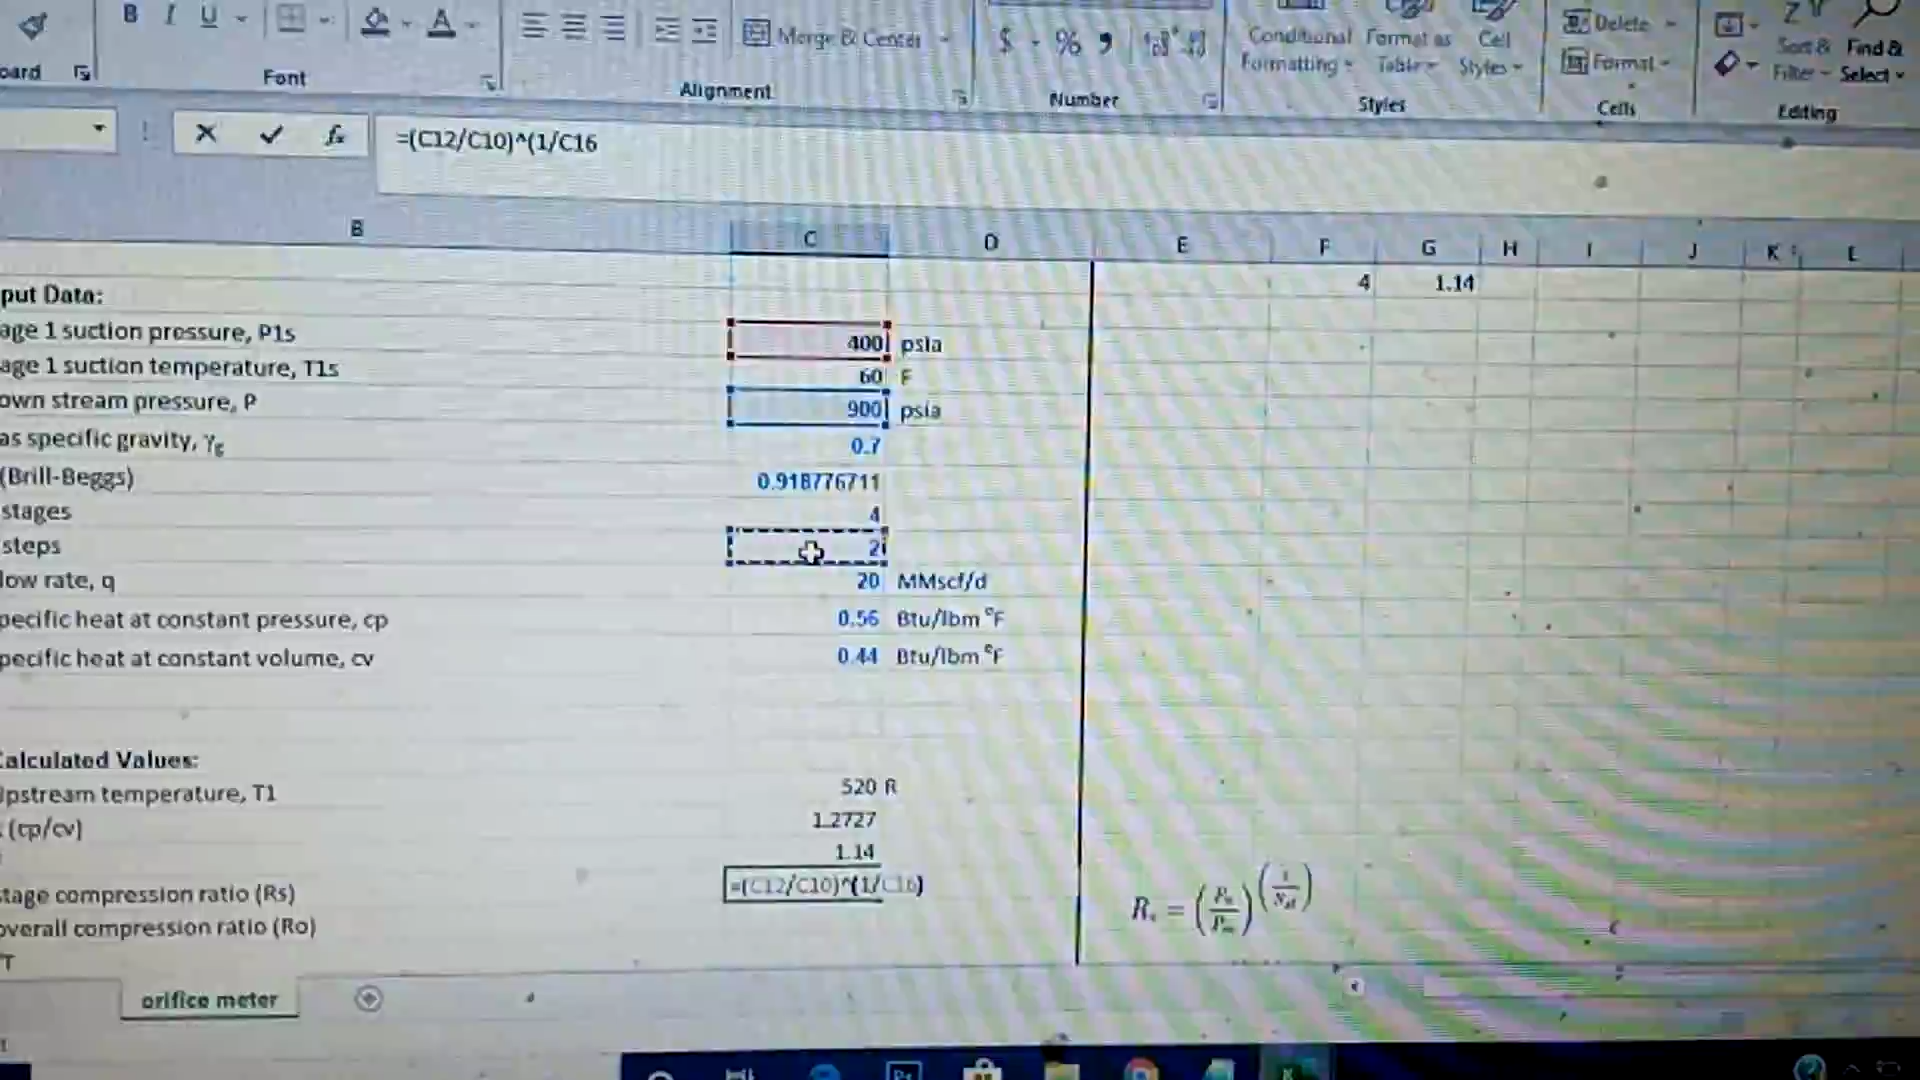 B I U A Merge & Center $ % Conditional Format as Cell Delete Sort & Find &
Formatting Table Styles Format Filter Select
oard Font Alignment Number Styles Cells Editing
fx =(C12/C10)^(1/C16
B C D E F G H I J K L
4 1.14
put Data:
age 1 suction pressure, P1s 400 psia
age 1 suction temperature, T1s 60 F
own stream pressure, P 900 psia
as specific gravity, γg 0.7
(Brill-Beggs) 0.918776711
stages 4
steps 2
low rate, q 20 MMscf/d
pecific heat at constant pressure, cp 0.56 Btu/lbm °F
pecific heat at constant volume, cv 0.44 Btu/lbm °F
Calculated Values:
Upstream temperature, T1 520 R
(cp/cv) 1.2727
1.14
stage compression ratio (Rs) =(C12/C10)^(1/C16)
overall compression ratio (Ro)
T
orifice meter